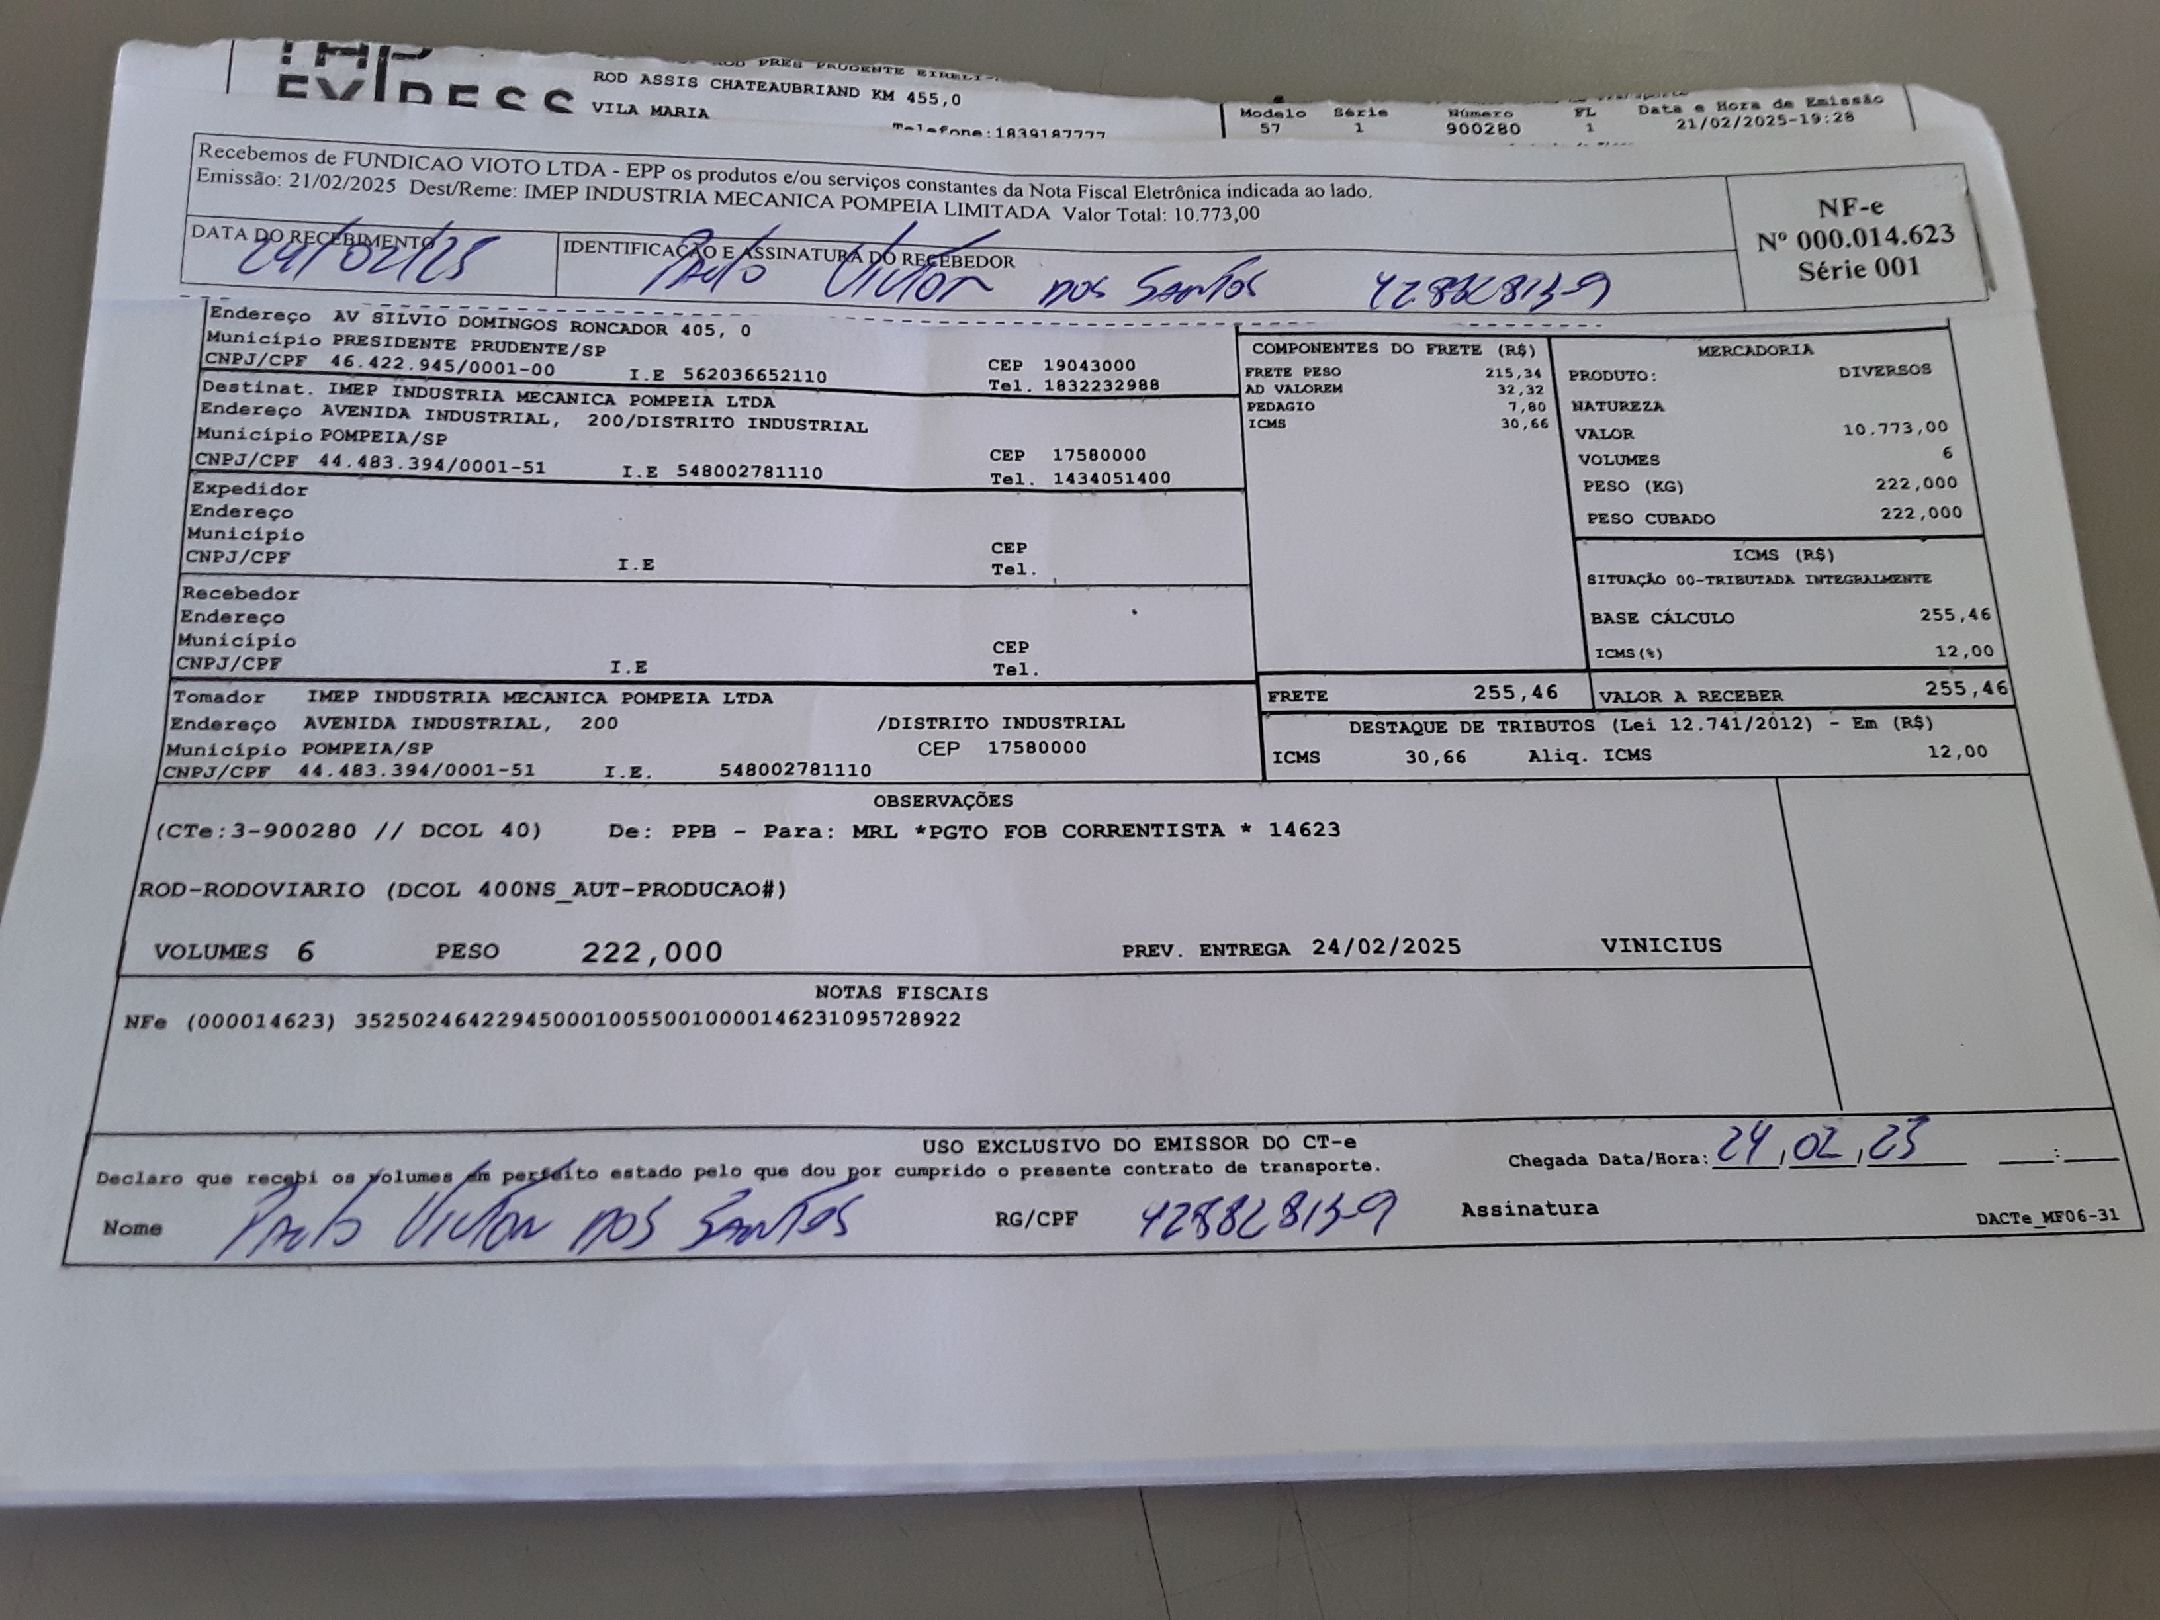 EXPRESS
ROD PRES PRUDENTE EIRELI
ROD ASSIS CHATEAUBRIAND KM 455,0
VILA MARIA
Telefone:1839187777
Modelo Série Número FL Data e Hora de Emissão
57 1 900280 1 21/02/2025-19:28
Recebemos de FUNDICAO VIOTO LTDA - EPP os produtos e/ou serviços constantes da Nota Fiscal Eletrônica indicada ao lado.
Emissão: 21/02/2025 Dest/Reme: IMEP INDUSTRIA MECANICA POMPEIA LIMITADA Valor Total: 10.773,00
NF-e
Nº 000.014.623
Série 001
DATA DO RECEBIMENTO
24/02/25
IDENTIFICAÇÃO E ASSINATURA DO RECEBEDOR
Paulo Victor dos Santos
Endereço AV SILVIO DOMINGOS RONCADOR 405, 0
Município PRESIDENTE PRUDENTE/SP CEP 19043000
CNPJ/CPF 46.422.945/0001-00 I.E 562036652110 Tel. 1832232988
Destinat. IMEP INDUSTRIA MECANICA POMPEIA LTDA
Endereço AVENIDA INDUSTRIAL, 200/DISTRITO INDUSTRIAL
Município POMPEIA/SP CEP 17580000
CNPJ/CPF 44.483.394/0001-51 I.E 548002781110 Tel. 1434051400
Expedidor
Endereço
Município CEP
CNPJ/CPF I.E Tel.
Recebedor
Endereço
Município CEP
CNPJ/CPF I.E Tel.
Tomador IMEP INDUSTRIA MECANICA POMPEIA LTDA
Endereço AVENIDA INDUSTRIAL, 200 /DISTRITO INDUSTRIAL
Município POMPEIA/SP CEP 17580000
CNPJ/CPF 44.483.394/0001-51 I.E. 548002781110
COMPONENTES DO FRETE (R$)
FRETE PESO 215,34
AD VALOREM 32,32
PEDAGIO 7,80
ICMS 30,66
MERCADORIA
PRODUTO: DIVERSOS
NATUREZA
VALOR 10.773,00
VOLUMES 6
PESO (KG) 222,000
PESO CUBADO 222,000
ICMS (R$)
SITUAÇÃO 00-TRIBUTADA INTEGRALMENTE
BASE CÁLCULO 255,46
ICMS(%) 12,00
FRETE 255,46 VALOR A RECEBER 255,46
DESTAQUE DE TRIBUTOS (Lei 12.741/2012) - Em (R$)
ICMS 30,66 Aliq. ICMS 12,00
OBSERVAÇÕES
(CTe:3-900280 // DCOL 40) De: PPB - Para: MRL *PGTO FOB CORRENTISTA * 14623
ROD-RODOVIARIO (DCOL 400NS_AUT-PRODUCAO#)
VOLUMES 6 PESO 222,000 PREV. ENTREGA 24/02/2025 VINICIUS
NOTAS FISCAIS
NFe (000014623) 35250246422945000100550010000146231095728922
USO EXCLUSIVO DO EMISSOR DO CT-e
Declaro que recebi os volumes em perfeito estado pelo que dou por cumprido o presente contrato de transporte.
Chegada Data/Hora: 24,02,25 :
Nome Paulo Victor dos Santos RG/CPF Assinatura
DACTe_MF06-31